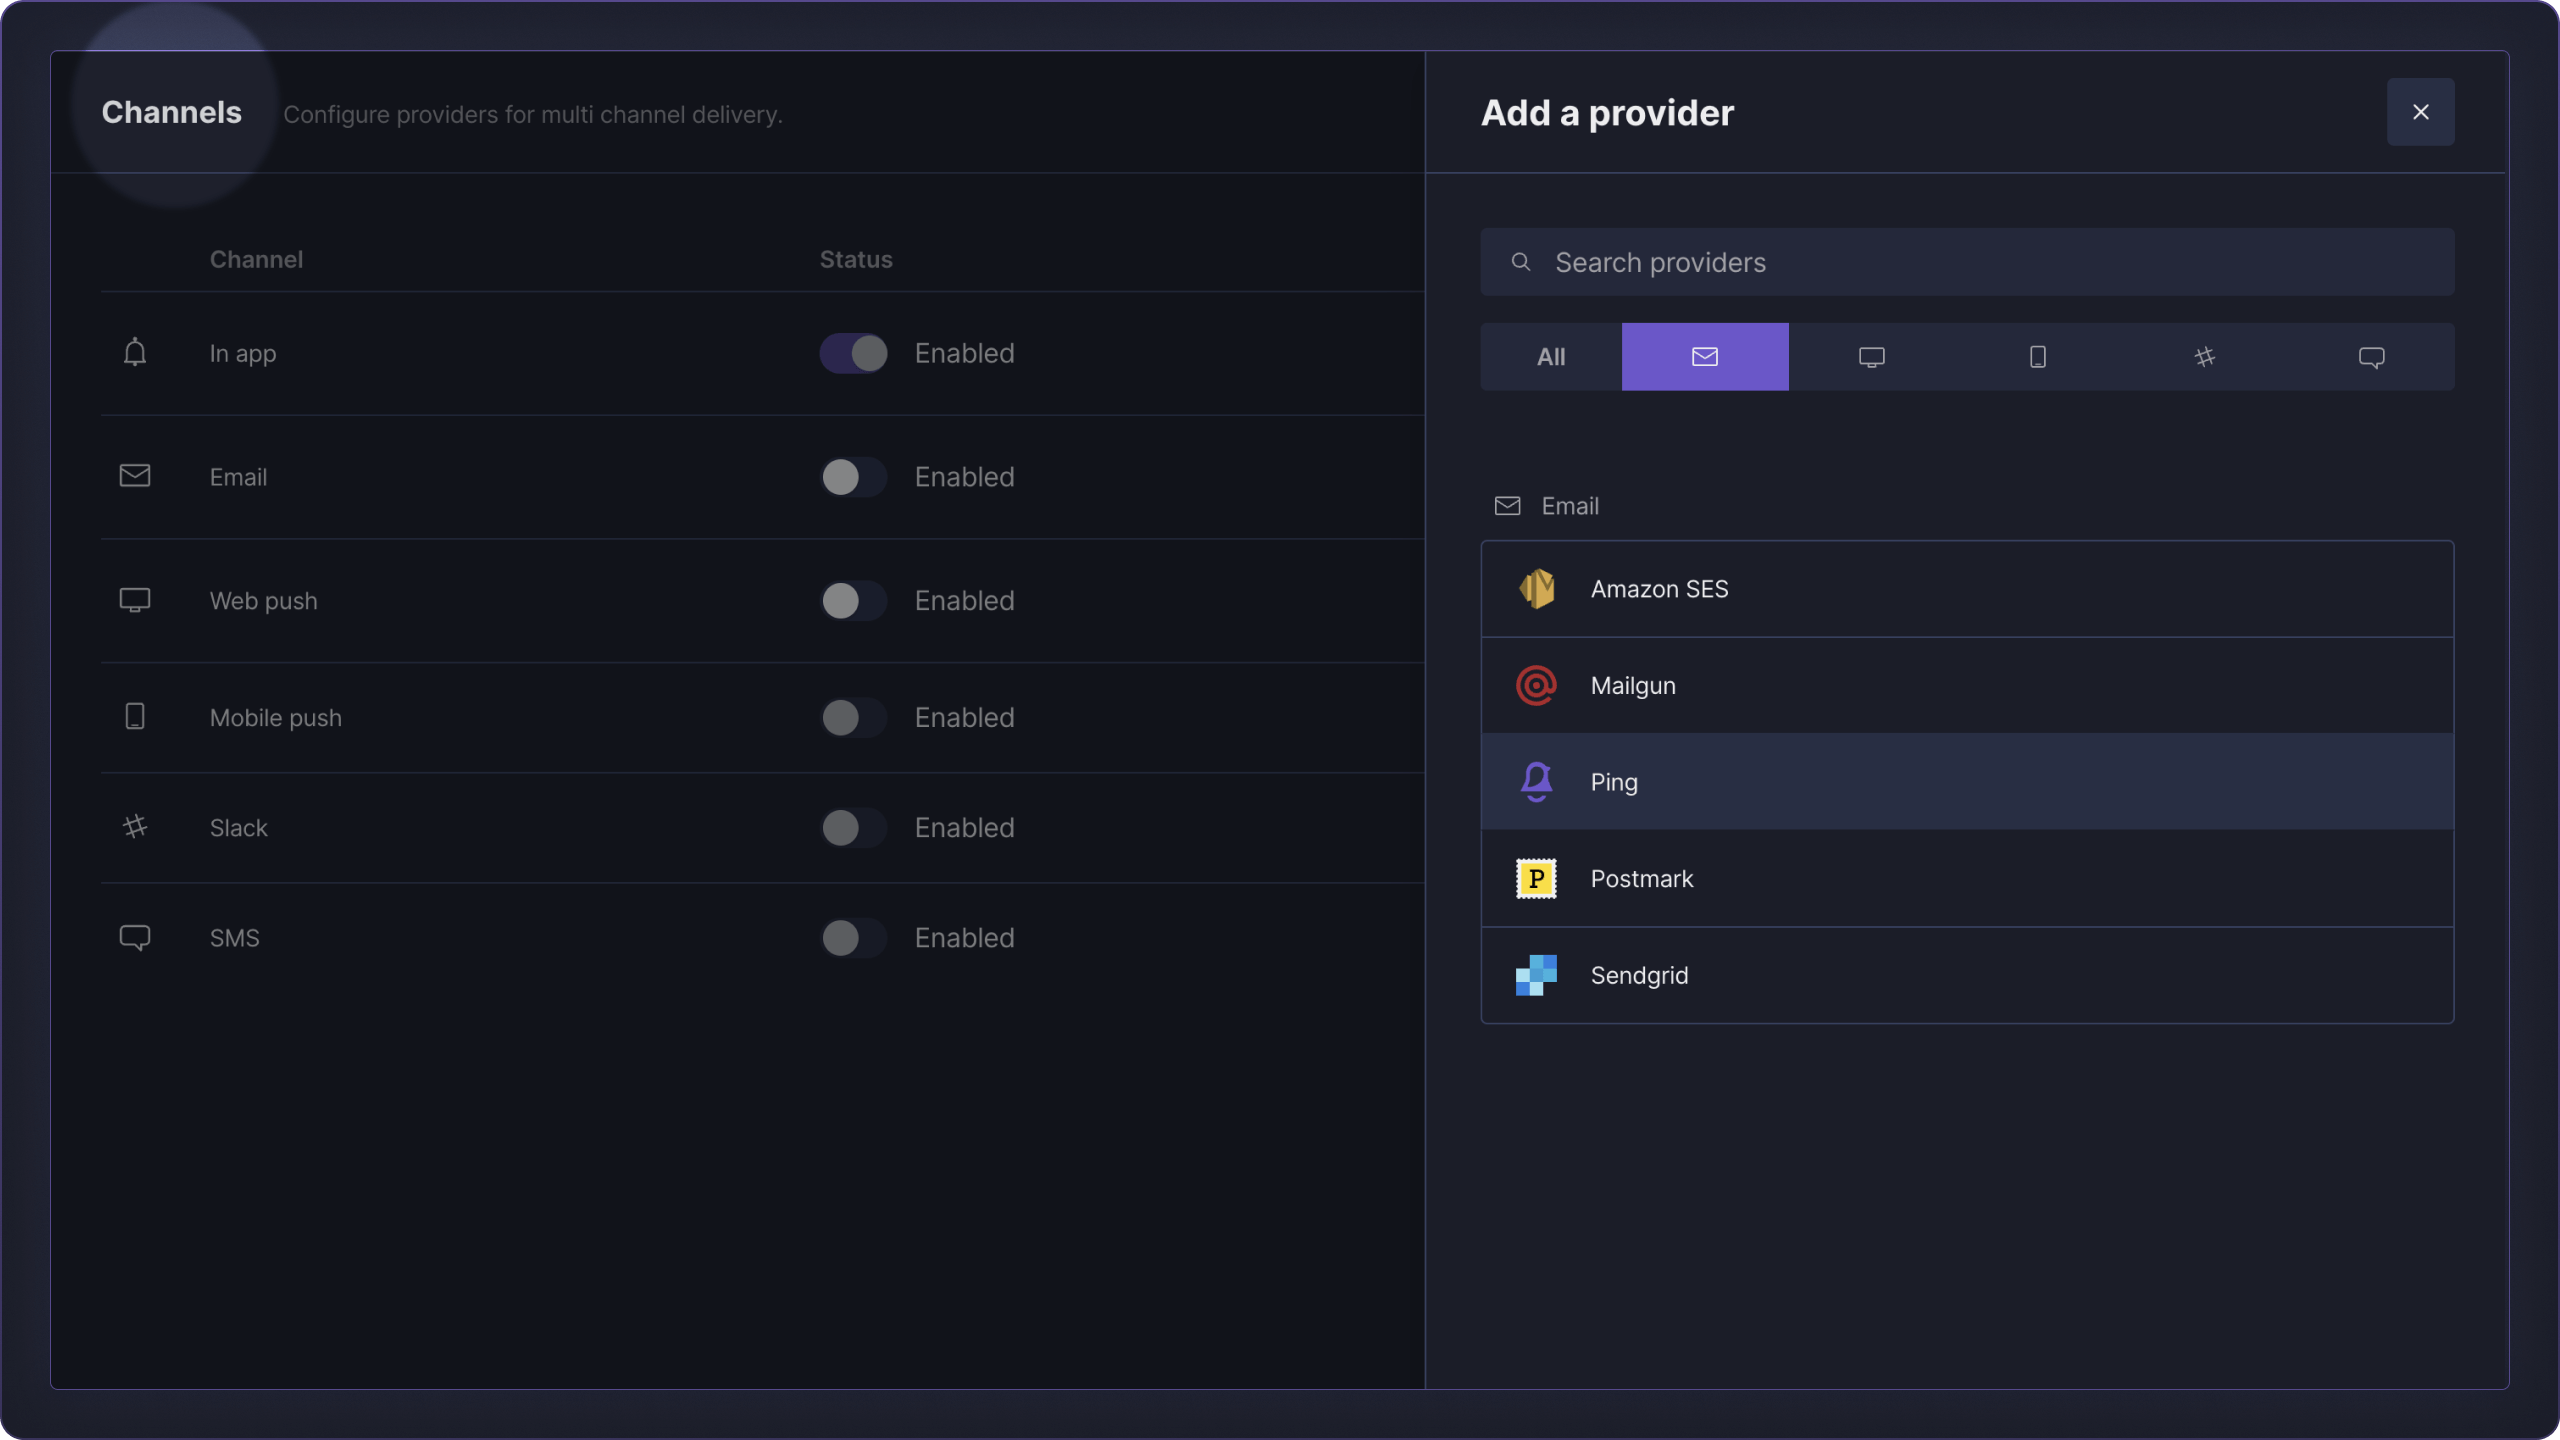 Channels Configure providers for multi channel delivery.
Channel Status
In app Enabled
Email Enabled
Web push Enabled
Mobile push Enabled
Slack Enabled
SMS Enabled
Add a provider
Search providers
All
Email
Amazon SES
Mailgun
Ping
P Postmark
Sendgrid